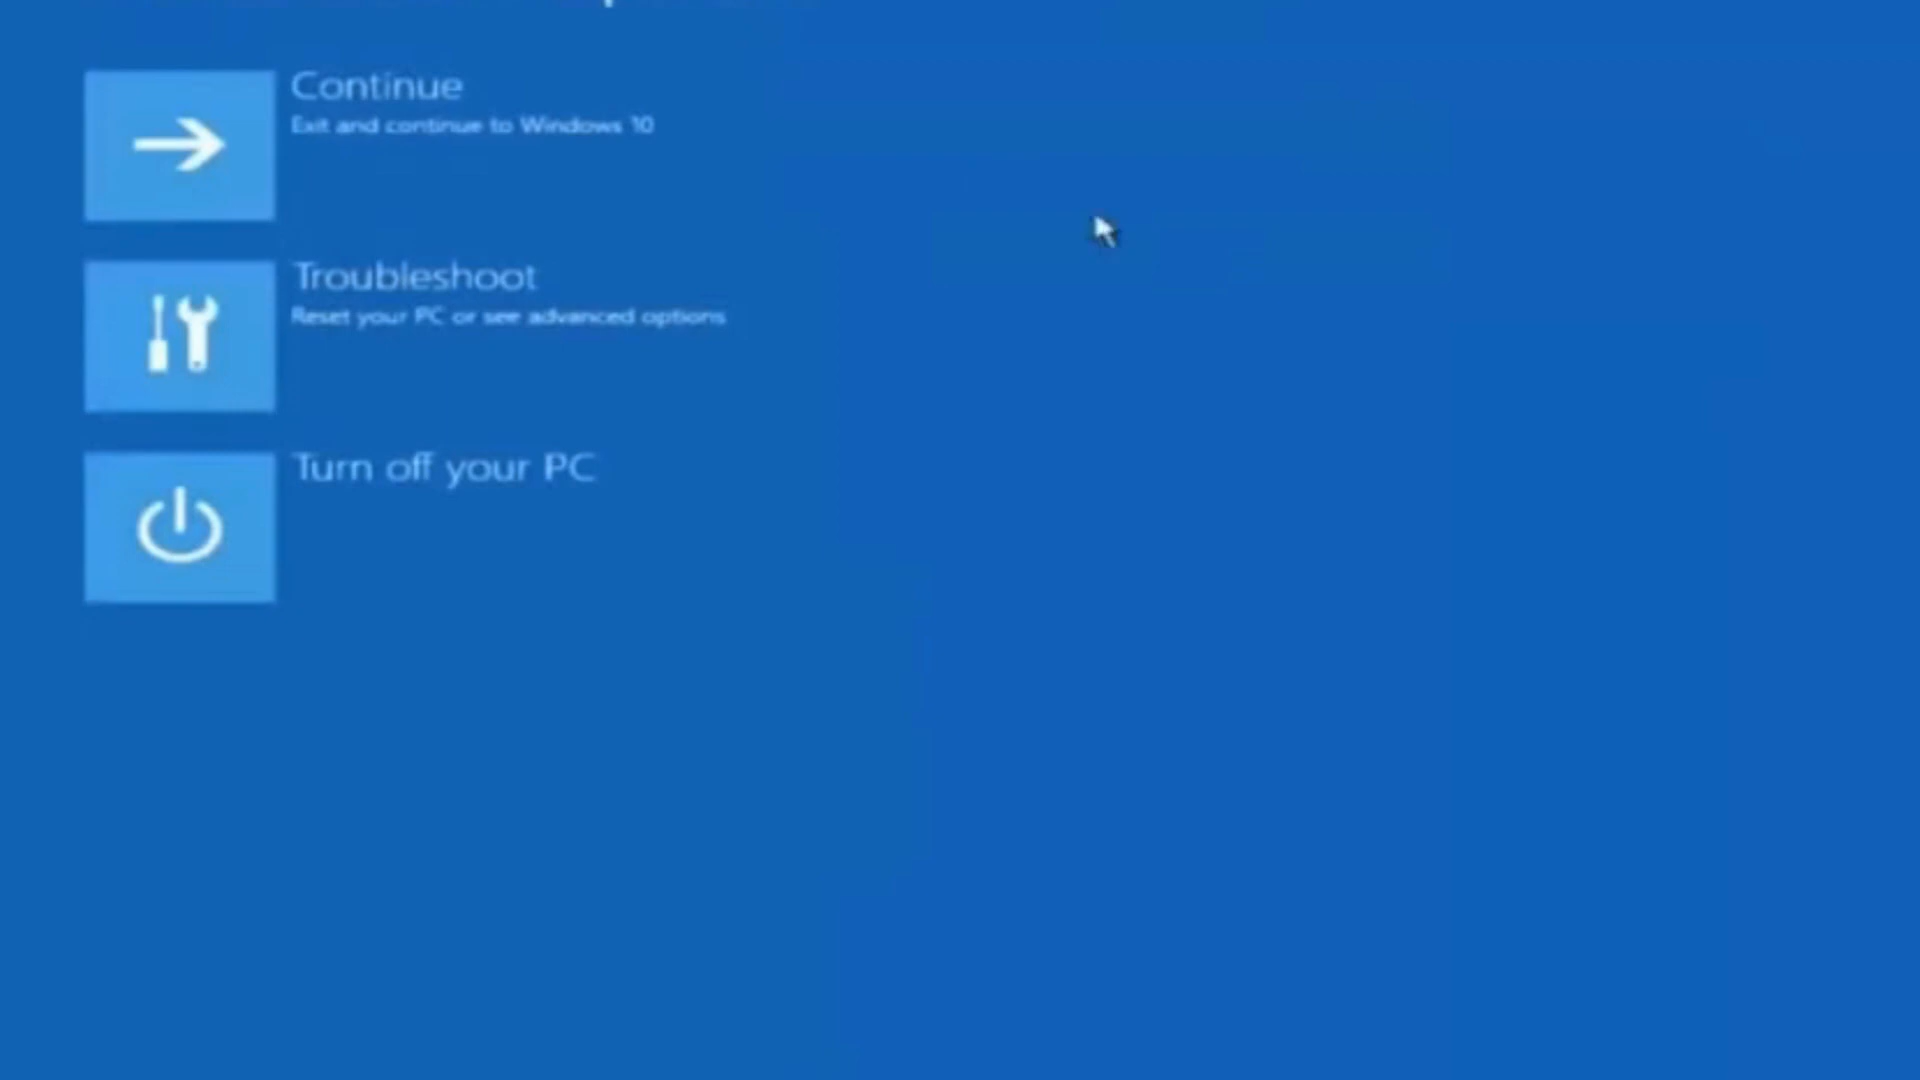 Continue
Exit and continue to Windows 10
Troubleshoot
Reset your PC or see advanced options
Turn off your PC